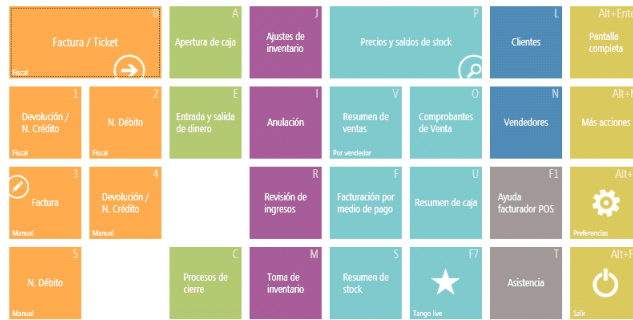 0
Factura / Ticket
Fiscal
A
Apertura de caja
J
Ajustes de
inventario
P
Precios y saldos de stock
L
Clientes
Alt+Ente
Pantalla
completa
1
Devolución /
N. Crédito
Fiscal
2
N. Débito
Fiscal
E
Entrada y salida
de dinero
I
Anulación
V
Resumen de
ventas
Por vendedor
O
Comprobantes
de Venta
N
Vendedores
Más acciones
3
Factura
Manual
4
Devolución /
N. Crédito
Manual
R
Revisión de
ingresos
F
Facturación por
medio de pago
U
Resumen de caja
F1
Ayuda
facturador POS
Alt+
Preferencias
5
N. Débito
Manual
C
Procesos de
cierre
M
Toma de
inventario
S
Resumen de
stock
F7
Tango live
T
Asistencia
Alt+F
Salir